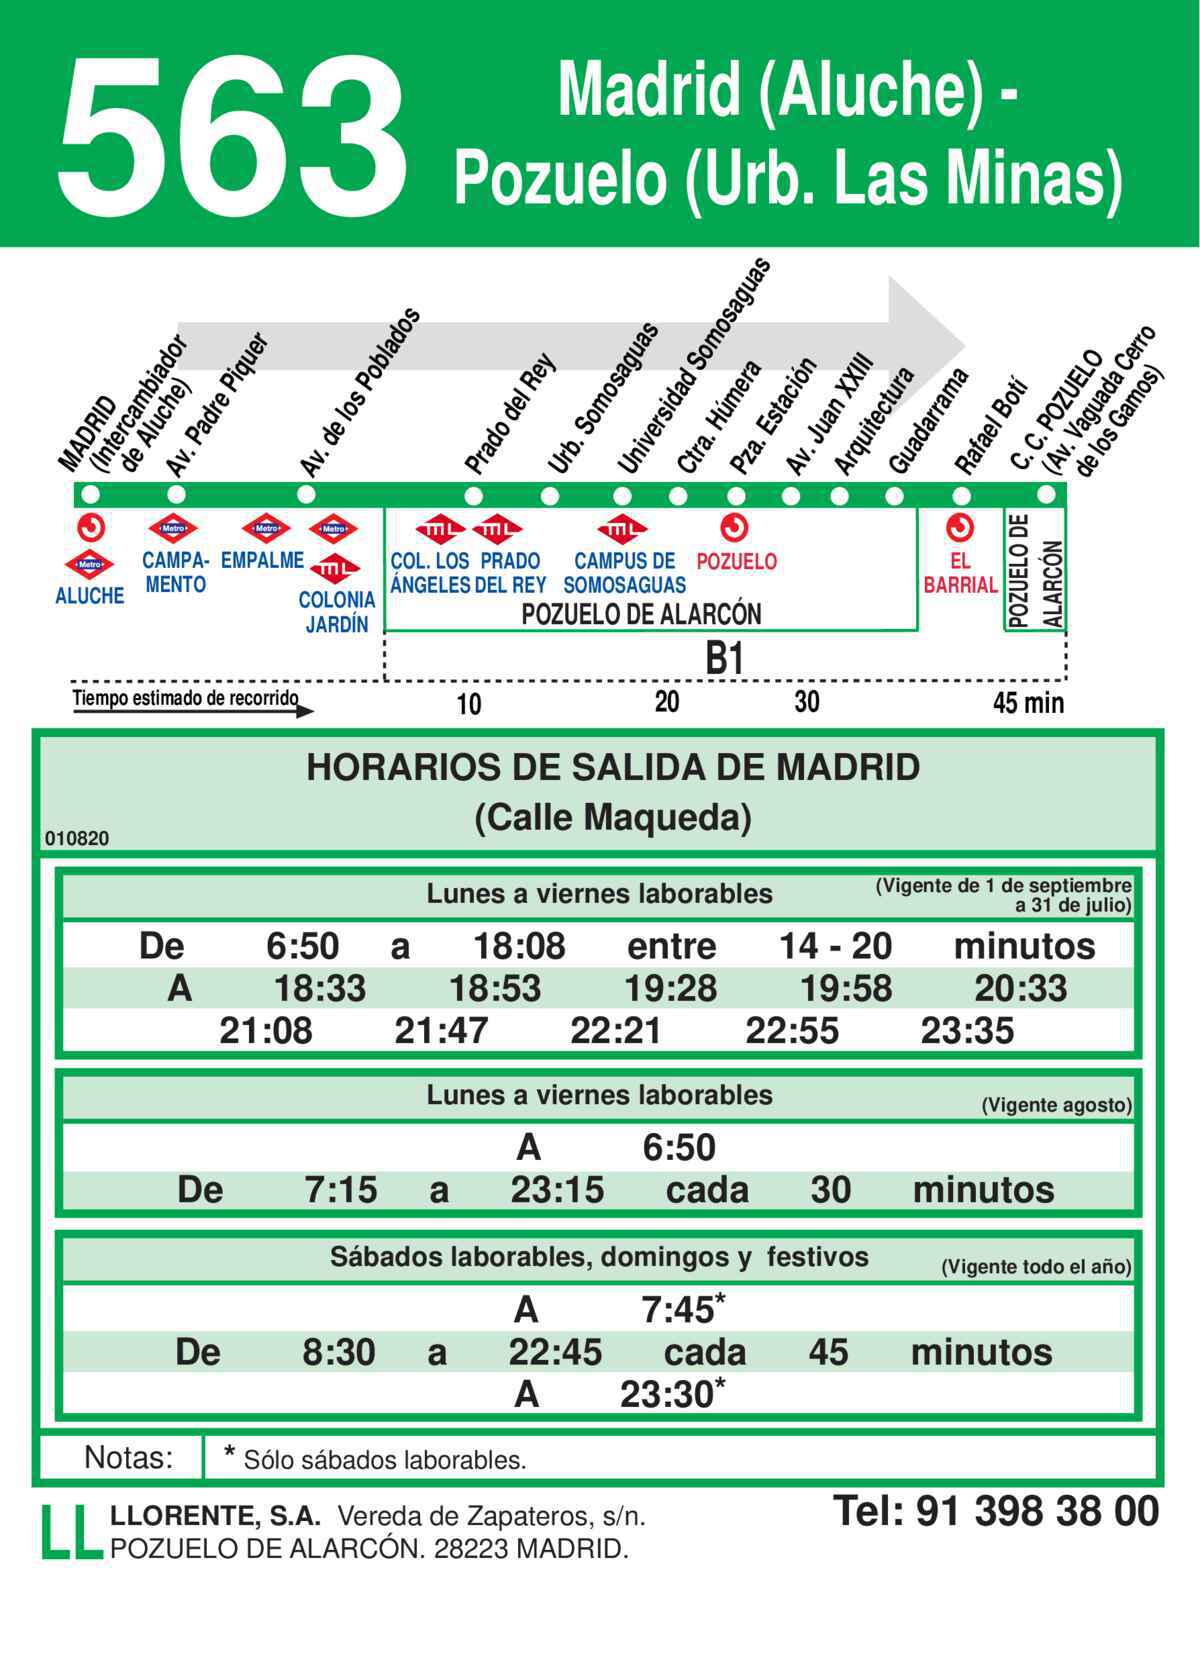 563
Madrid (Aluche) -
Pozuelo (Urb. Las Minas)
MADRID
(Intercambiador
de Aluche)
Av. Padre Piquer
Av. de los Poblados
Prado del Rey
Urb. Somosaguas
Universidad Somosaguas
Ctra. Húmera
Pza. Estación
Av. Juan XXIII
Arquitectura
Guadarrama
Rafael Botí
C. C. POZUELO
(Av. Vaguada Cerro
de los Gamos)
Metro
ALUCHE
Metro
CAMPA-
MENTO
Metro
EMPALME
Metro
ML
COLONIA
JARDÍN
ML
COL. LOS
ÁNGELES
ML
PRADO
DEL REY
ML
CAMPUS DE
SOMOSAGUAS
POZUELO
EL
BARRIAL
POZUELO DE ALARCÓN
POZUELO DE
ALARCÓN
B1
Tiempo estimado de recorrido
10 20 30 45 min
HORARIOS DE SALIDA DE MADRID
(Calle Maqueda)
010820
Lunes a viernes laborables (Vigente de 1 de septiembre
a 31 de julio)
De 6:50 a 18:08 entre 14 - 20 minutos
A 18:33 18:53 19:28 19:58 20:33
21:08 21:47 22:21 22:55 23:35
Lunes a viernes laborables (Vigente agosto)
A 6:50
De 7:15 a 23:15 cada 30 minutos
Sábados laborables, domingos y festivos (Vigente todo el año)
A 7:45*
De 8:30 a 22:45 cada 45 minutos
A 23:30*
Notas: * Sólo sábados laborables.
LL
LLORENTE, S.A. Vereda de Zapateros, s/n.
POZUELO DE ALARCÓN. 28223 MADRID.
Tel: 91 398 38 00